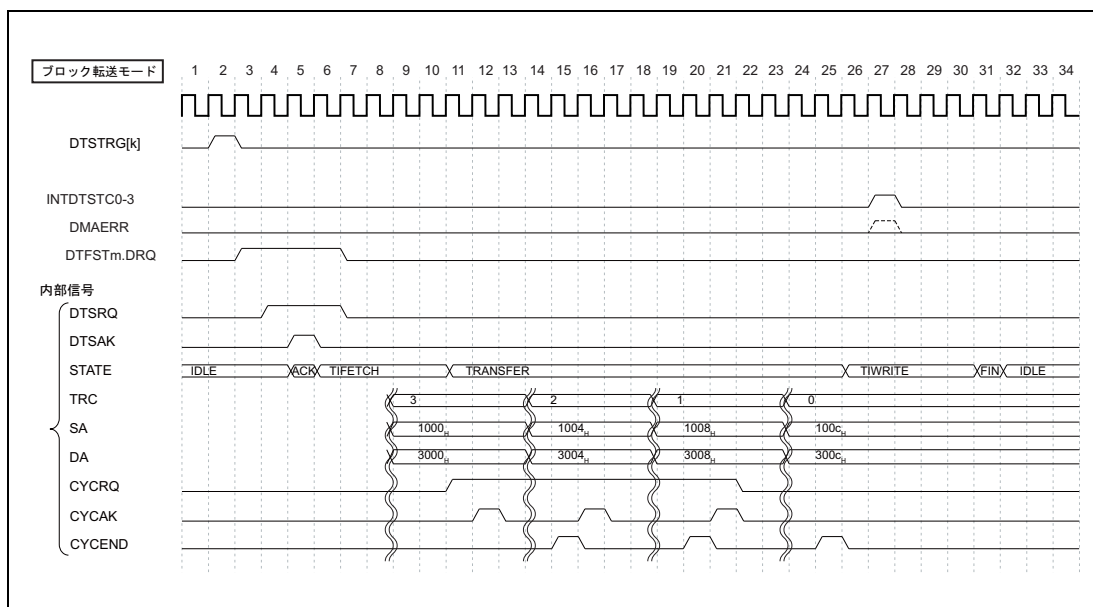 ブロック転送モード 1 2 3 4 5 6 7 8 9 10 11 12 13 14 15 16 17 18 19 20 21 22 23 24 25 26 27 28 29 30 31 32 33 34
DTSTRG[k]
INTDTSTC0-3
DMAERR
DTFSTm.DRQ
内部信号
DTSRQ
DTSAK
STATE IDLE ACK TIFETCH TRANSFER TIWRITE FIN IDLE
TRC 3 2 1 0
SA 1000H 1004H 1008H 100cH
DA 3000H 3004H 3008H 300cH
CYCRQ
CYCAK
CYCEND